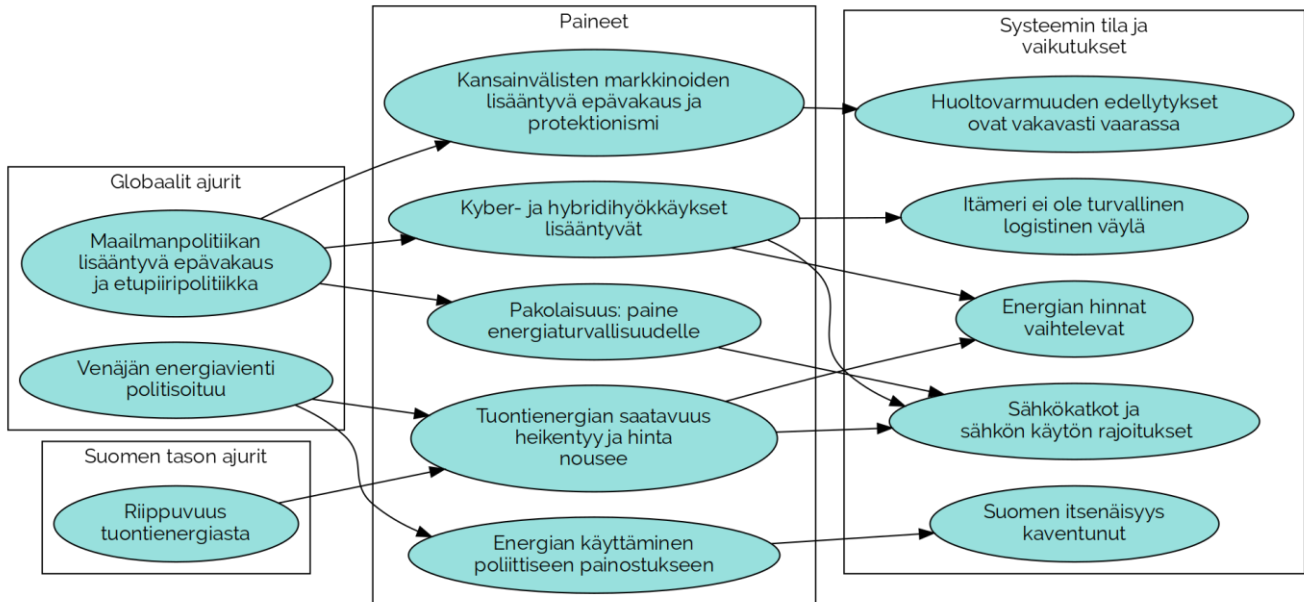 Globaalit ajurit
Maailmanpolitiikan
lisääntyvä epävakaus
ja etupiiripolitiikka
Venäjän energiavienti
politisoituu
Suomen tason ajurit
Riippuvuus
tuontienergiasta
Paineet
Kansainvälisten markkinoiden
lisääntyvä epävakaus ja
protektionismi
Kyber- ja hybridihyökkäykset
lisääntyvät
Pakolaisuus: paine
energiaturvallisuudelle
Tuontienergian saatavuus
heikentyy ja hinta
nousee
Energian käyttäminen
poliittiseen painostukseen
Systeemin tila ja
vaikutukset
Huoltovarmuuden edellytykset
ovat vakavasti vaarassa
Itämeri ei ole turvallinen
logistinen väylä
Energian hinnat
vaihtelevat
Sähkökatkot ja
sähkön käytön rajoitukset
Suomen itsenäisyys
kaventunut